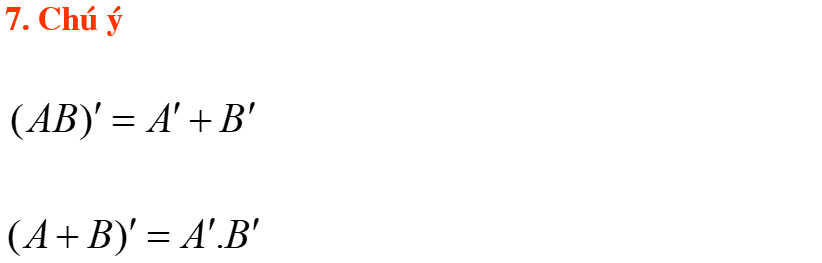 7. Chú ý
(AB)′ = A′ + B′
(A + B)′ = A′.B′